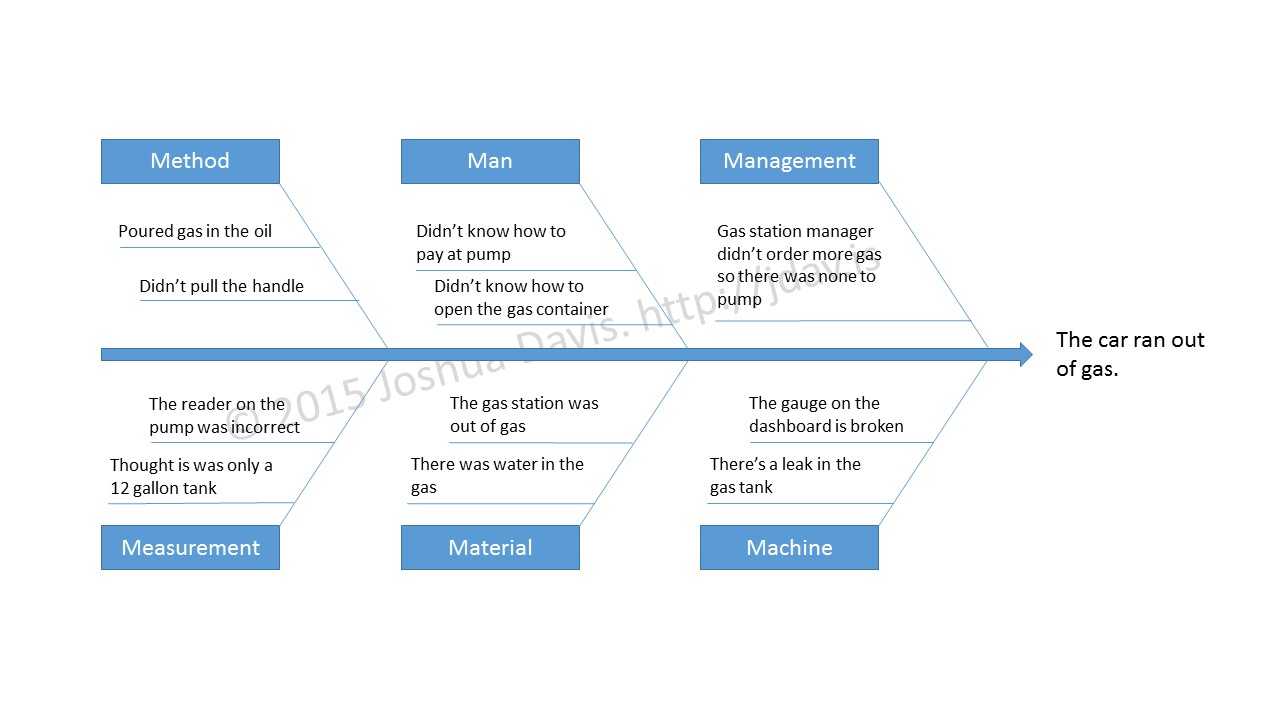 Method
Man
Management
Poured gas in the oil
Didn't pull the handle
Didn't know how to
pay at pump
Didn't know how to
open the gas container
Gas station manager
didn't order more gas
so there was none to
pump
The car ran out
of gas.
© 2015 Joshua Davis. http://jday.is
The reader on the
pump was incorrect
Thought is was only a
12 gallon tank
The gas station was
out of gas
There was water in the
gas
The gauge on the
dashboard is broken
There's a leak in the
gas tank
Measurement
Material
Machine